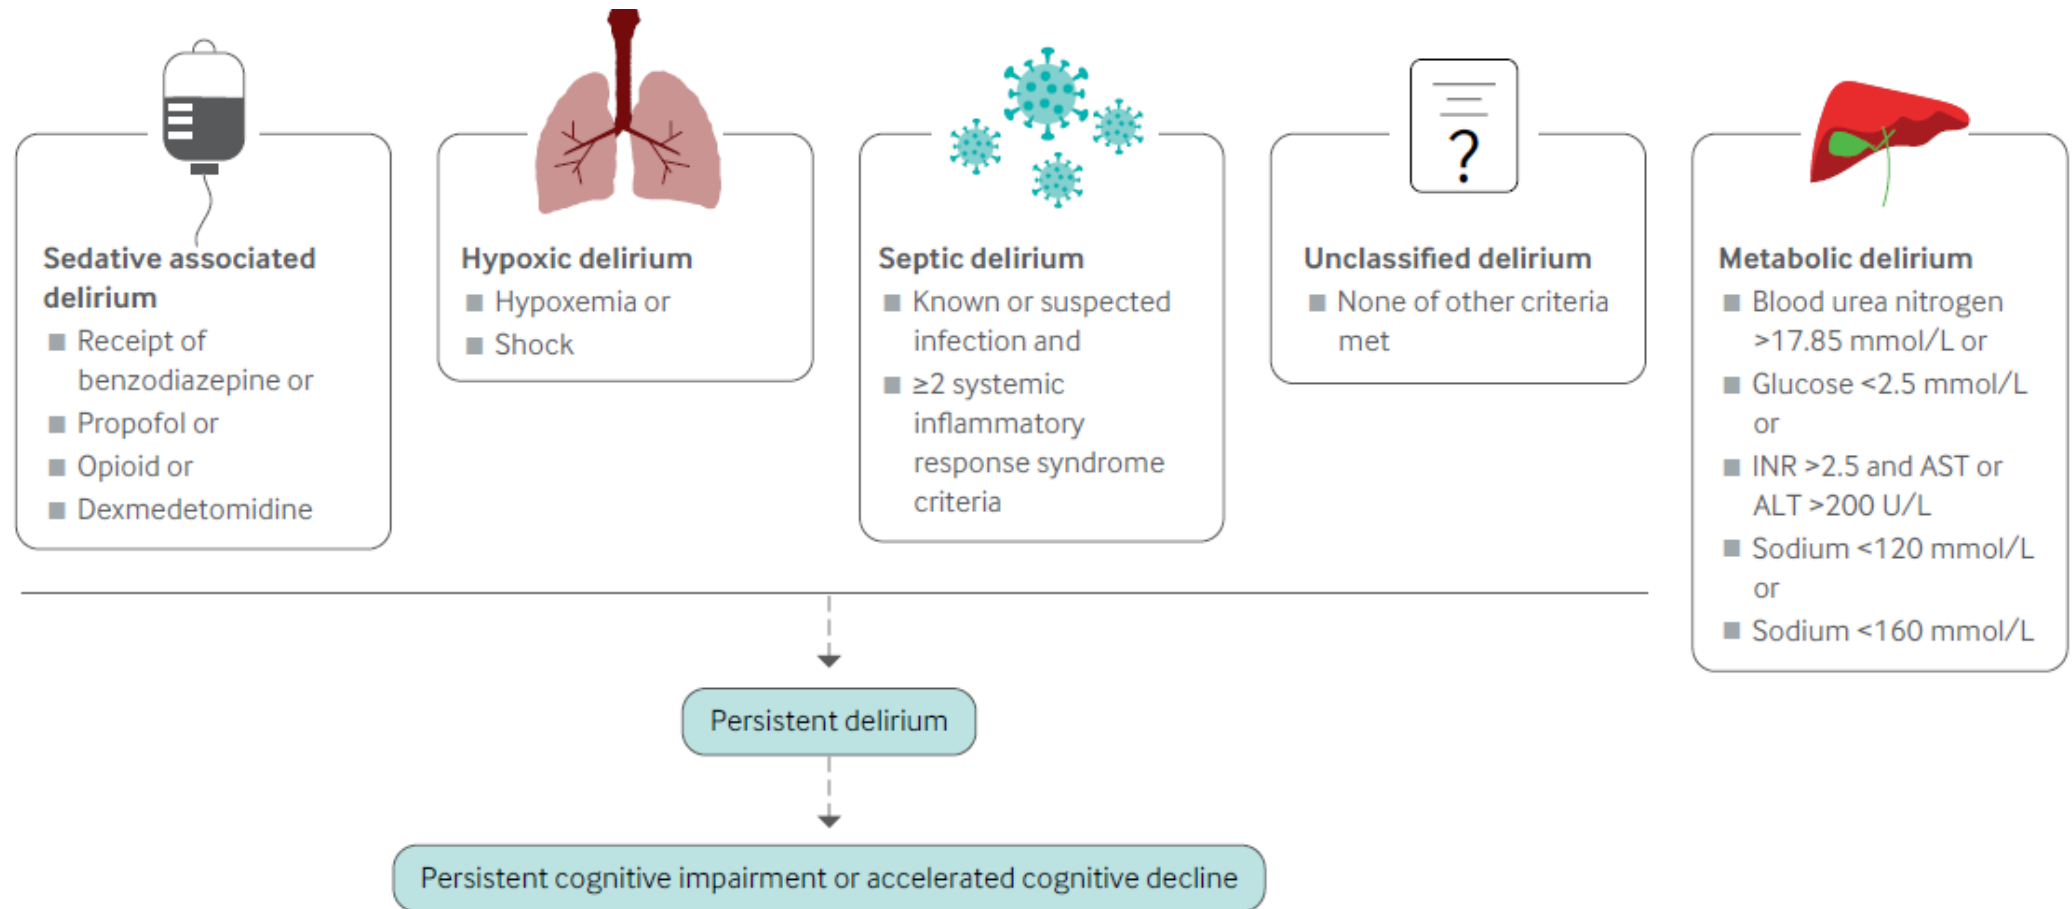 ?
Sedative associated
delirium
Receipt of
benzodiazepine or
Propofol or
Opioid or
Dexmedetomidine
Hypoxic delirium
Hypoxemia or
Shock
Septic delirium
Known or suspected
infection and
≥2 systemic
inflammatory
response syndrome
criteria
Unclassified delirium
None of other criteria
met
Metabolic delirium
Blood urea nitrogen
>17.85 mmol/L or
Glucose <2.5 mmol/L
or
INR >2.5 and AST or
ALT >200 U/L
Sodium <120 mmol/L
or
Sodium <160 mmol/L
Persistent delirium
Persistent cognitive impairment or accelerated cognitive decline